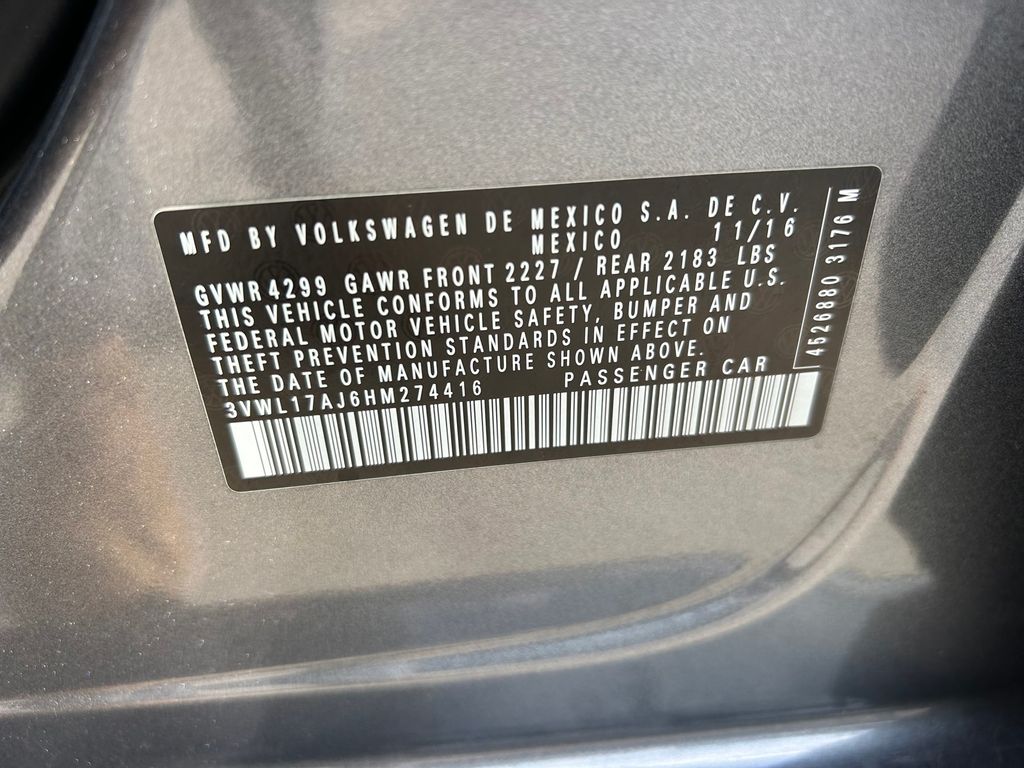 MFD BY VOLKSWAGEN DE MEXICO S.A. DE C.V.
MEXICO 11/16
GVWR 4299 GAWR FRONT 2227 / REAR 2183 LBS
THIS VEHICLE CONFORMS TO ALL APPLICABLE U.S.
FEDERAL MOTOR VEHICLE SAFETY, BUMPER AND
THEFT PREVENTION STANDARDS IN EFFECT ON
THE DATE OF MANUFACTURE SHOWN ABOVE.
3VWL17AJ6HM274416 PASSENGER CAR
4526880 3176 M